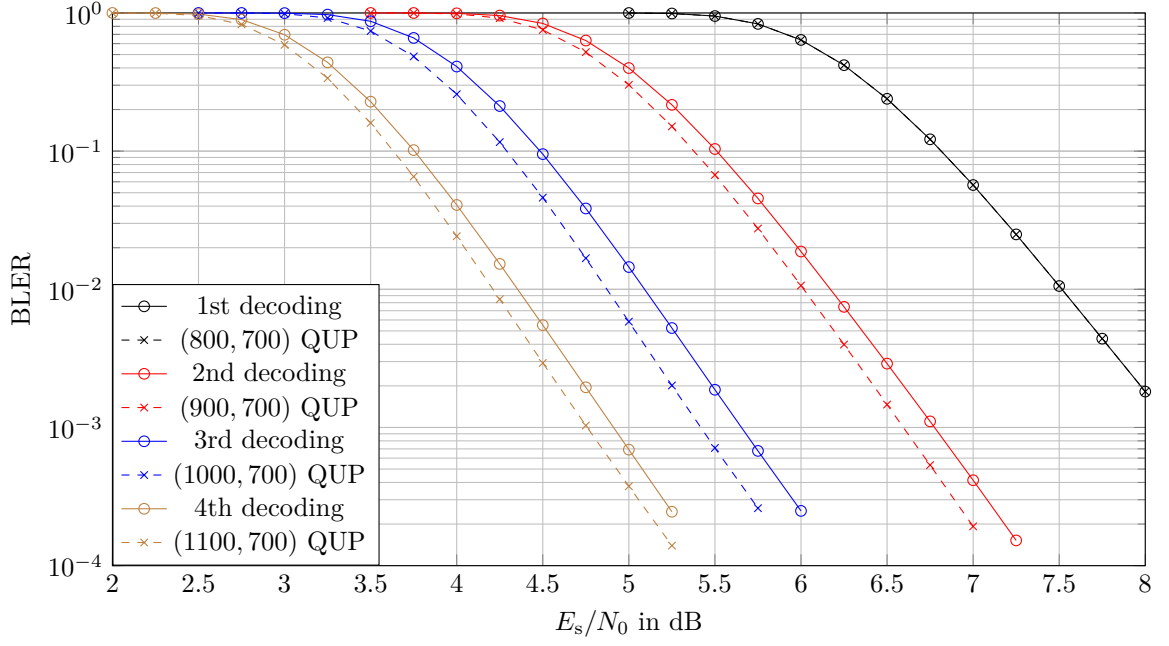 10^0
10^{-1}
10^{-2}
10^{-3}
10^{-4}
BLER
1st decoding
(800, 700) QUP
2nd decoding
(900, 700) QUP
3rd decoding
(1000, 700) QUP
4th decoding
(1100, 700) QUP
2 2.5 3 3.5 4 4.5 5 5.5 6 6.5 7 7.5 8
E_s/N_0 in dB